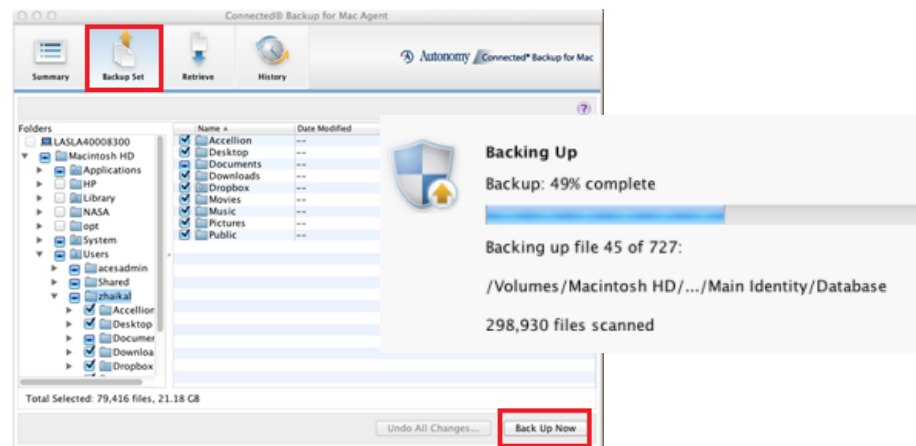 Connected® Backup for Mac Agent
Summary
Backup Set
Retrieve
History
Autonomy Connected® Backup for Mac
?
Folders
LASLA40008300
Macintosh HD
Applications
HP
Library
NASA
opt
System
Users
acesadmin
Shared
zhaikal
Accellion
Desktop
Documer
Downloa
Dropbox
Name
Date Modified
Accellion
--
Desktop
--
Documents
--
Downloads
--
Dropbox
--
Movies
--
Music
--
Pictures
--
Public
--
Total Selected: 79,416 files, 21.18 GB
Undo All Changes...
Back Up Now
Backing Up
Backup: 49% complete
Backing up file 45 of 727:
/Volumes/Macintosh HD/.../Main Identity/Database
298,930 files scanned